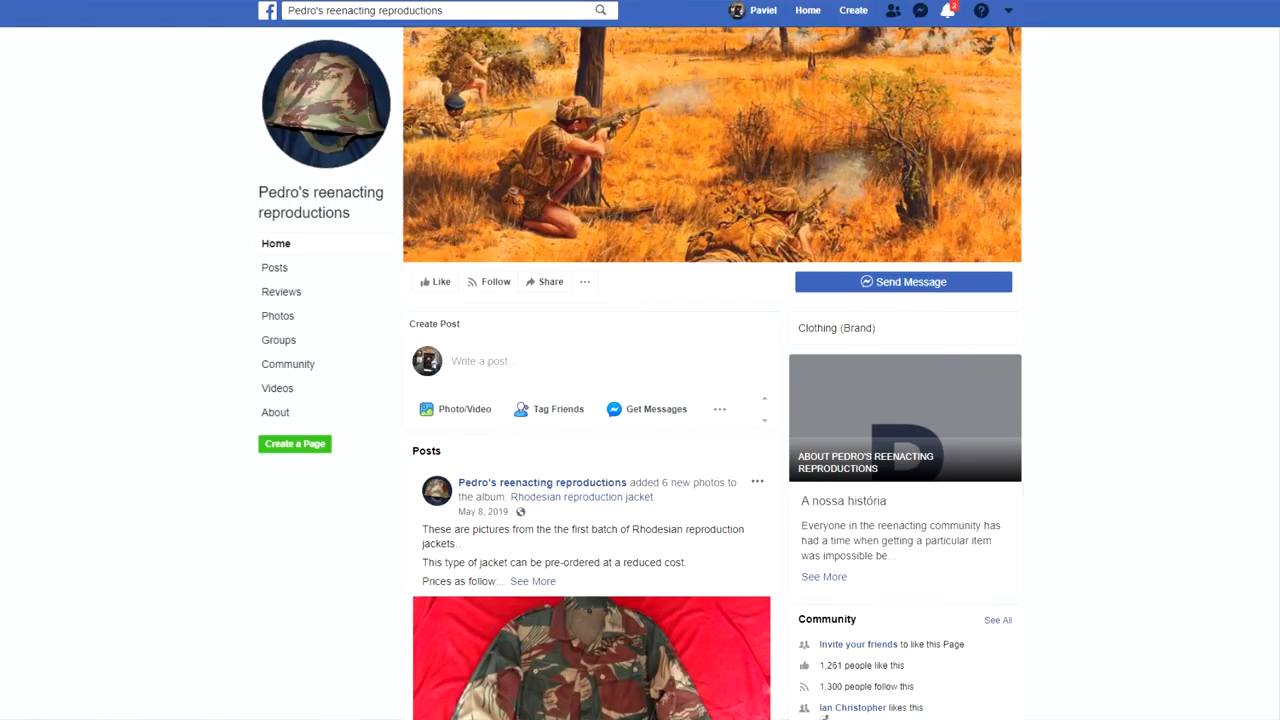 Pedro's reenacting reproductions
Paviel
Home
Create
2
Pedro's reenacting
reproductions
Home
Posts
Reviews
Photos
Groups
Community
Videos
About
Create a Page
Like
Follow
Share
Send Message
Create Post
Write a post...
Photo/Video
Tag Friends
Get Messages
Posts
Pedro's reenacting reproductions added 6 new photos to
the album: Rhodesian reproduction jacket.
May 8, 2019
These are pictures from the the first batch of Rhodesian reproduction
jackets..
This type of jacket can be pre-ordered at a reduced cost.
Prices as follow:... See More
Clothing (Brand)
ABOUT PEDRO'S REENACTING
REPRODUCTIONS
A nossa história
Everyone in the reenacting community has
had a time when getting a particular item
was impossible be...
See More
Community
See All
Invite your friends to like this Page
1,261 people like this
1,300 people follow this
Ian Christopher likes this